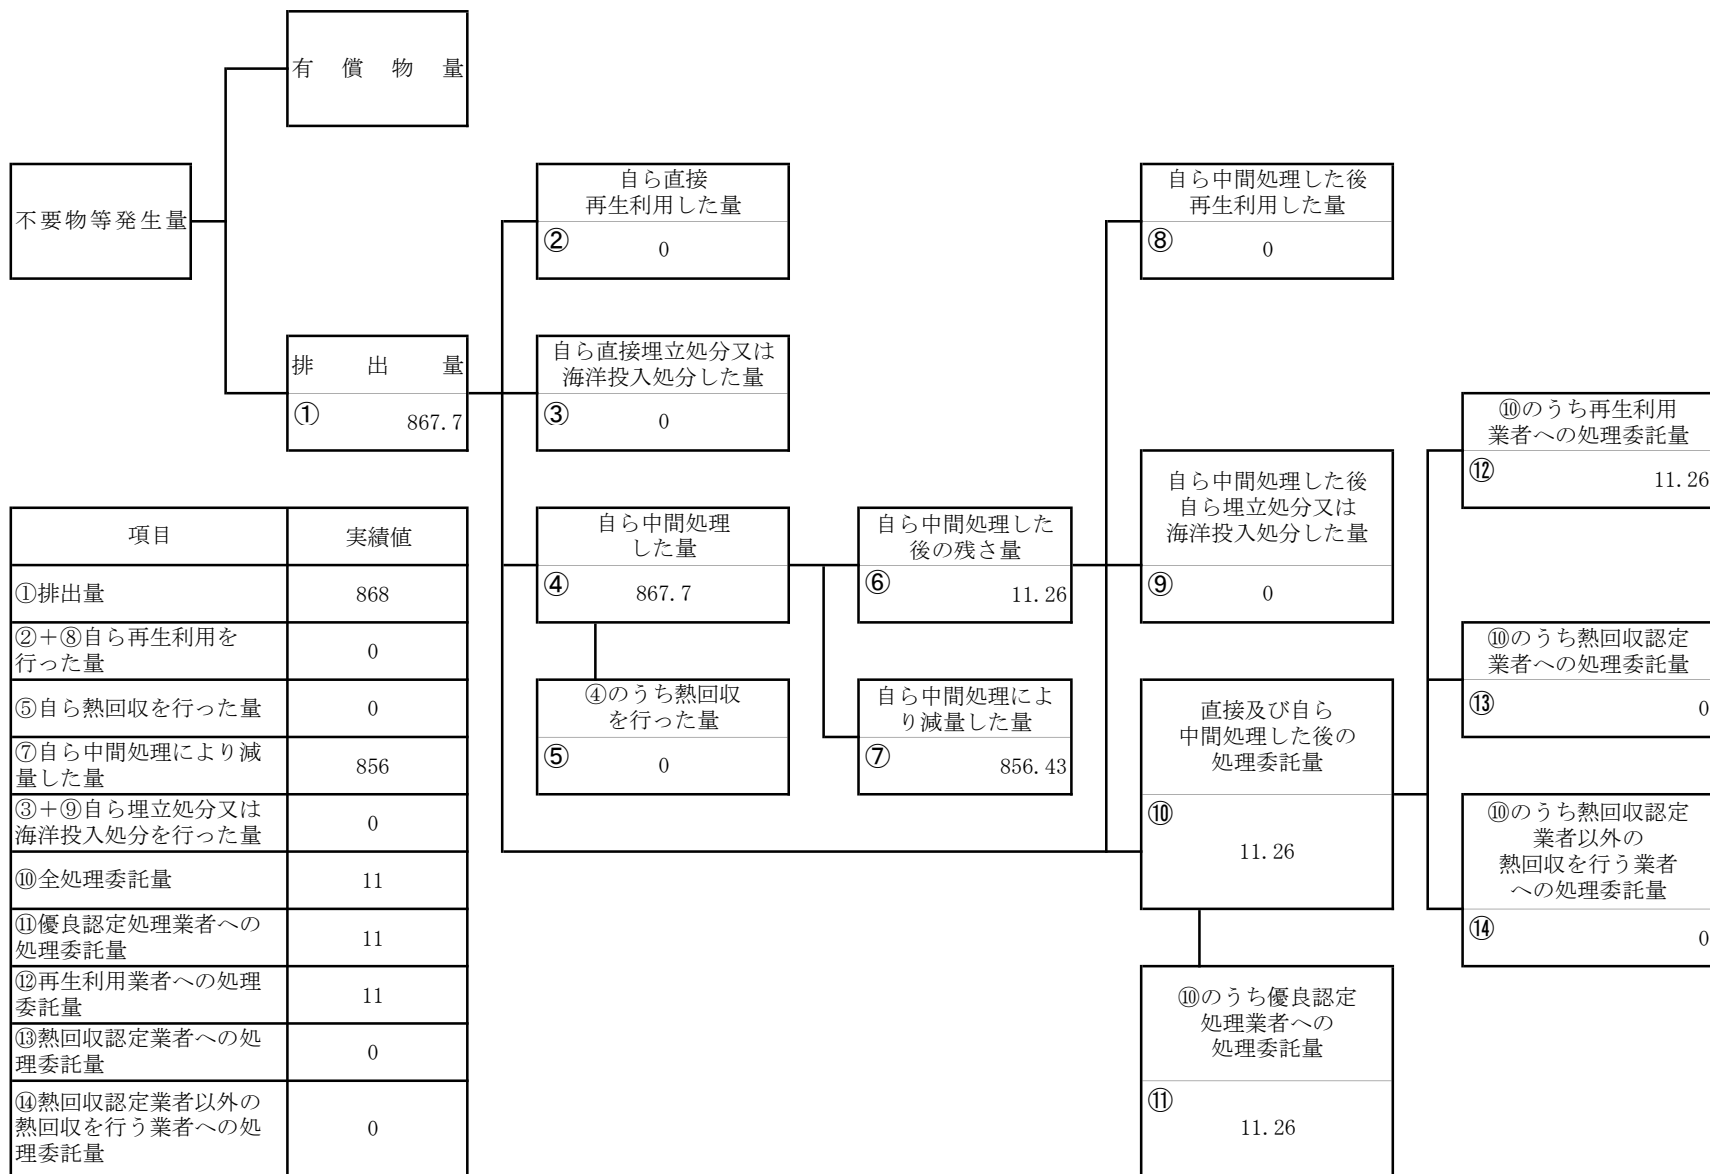 有償物量
不要物等発生量
排出量
①
867.7
自ら直接
再生利用した量
②
0
自ら直接埋立処分又は
海洋投入処分した量
③
0
自ら中間処理
した量
④
867.7
④のうち熱回収
を行った量
⑤
0
自ら中間処理した
後の残さ量
⑥
11.26
自ら中間処理によ
り減量した量
⑦
856.43
自ら中間処理した後
再生利用した量
⑧
0
自ら中間処理した後
自ら埋立処分又は
海洋投入処分した量
⑨
0
直接及び自ら
中間処理した後の
処理委託量
⑩
11.26
⑩のうち優良認定
処理業者への
処理委託量
⑪
11.26
⑩のうち再生利用
業者への処理委託量
⑫
11.26
⑩のうち熱回収認定
業者への処理委託量
⑬
0
⑩のうち熱回収認定
業者以外の
熱回収を行う業者
への処理委託量
⑭
0
項目 実績値
①排出量 868
②+⑧自ら再生利用を
行った量 0
⑤自ら熱回収を行った量 0
⑦自ら中間処理により減
量した量 856
③+⑨自ら埋立処分又は
海洋投入処分を行った量 0
⑩全処理委託量 11
⑪優良認定処理業者への
処理委託量 11
⑫再生利用業者への処理
委託量 11
⑬熱回収認定業者への処
理委託量 0
⑭熱回収認定業者以外の
熱回収を行う業者への処
理委託量 0